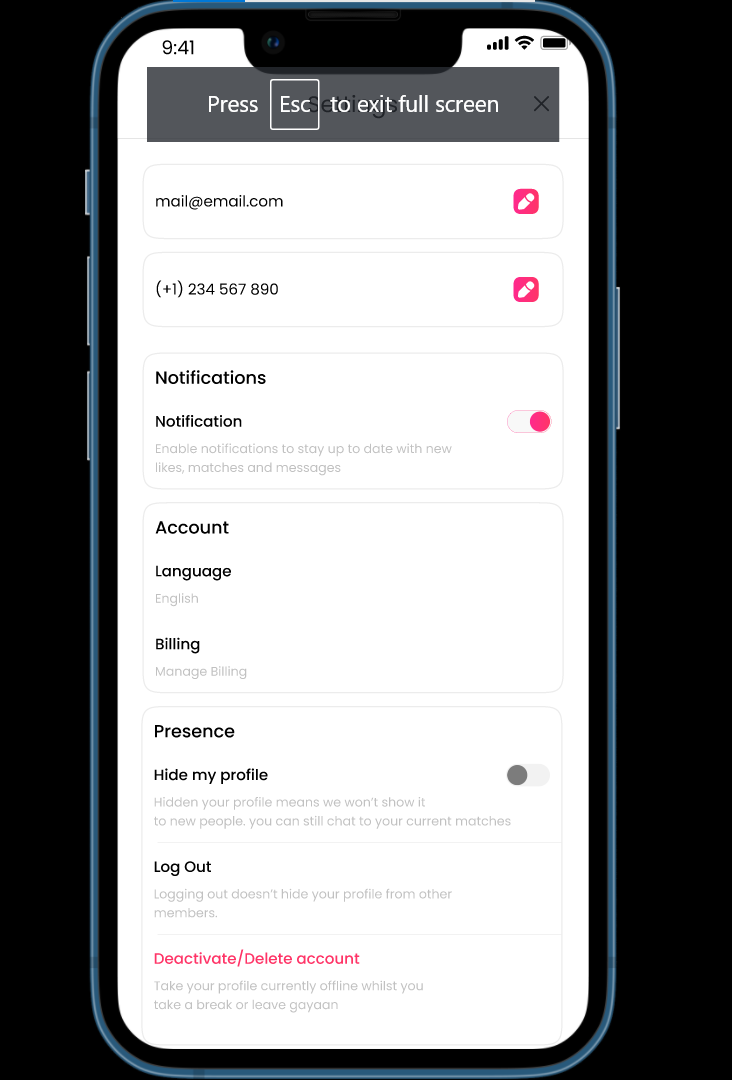 9:41
Press Esc to exit full screen
Settings
mail@email.com
(+1) 234 567 890
Notifications
Notification
Enable notifications to stay up to date with new
likes, matches and messages
Account
Language
English
Billing
Manage Billing
Presence
Hide my profile
Hidden your profile means we won’t show it
to new people. you can still chat to your current matches
Log Out
Logging out doesn’t hide your profile from other
members.
Deactivate/Delete account
Take your profile currently offline whilst you
take a break or leave gayaan